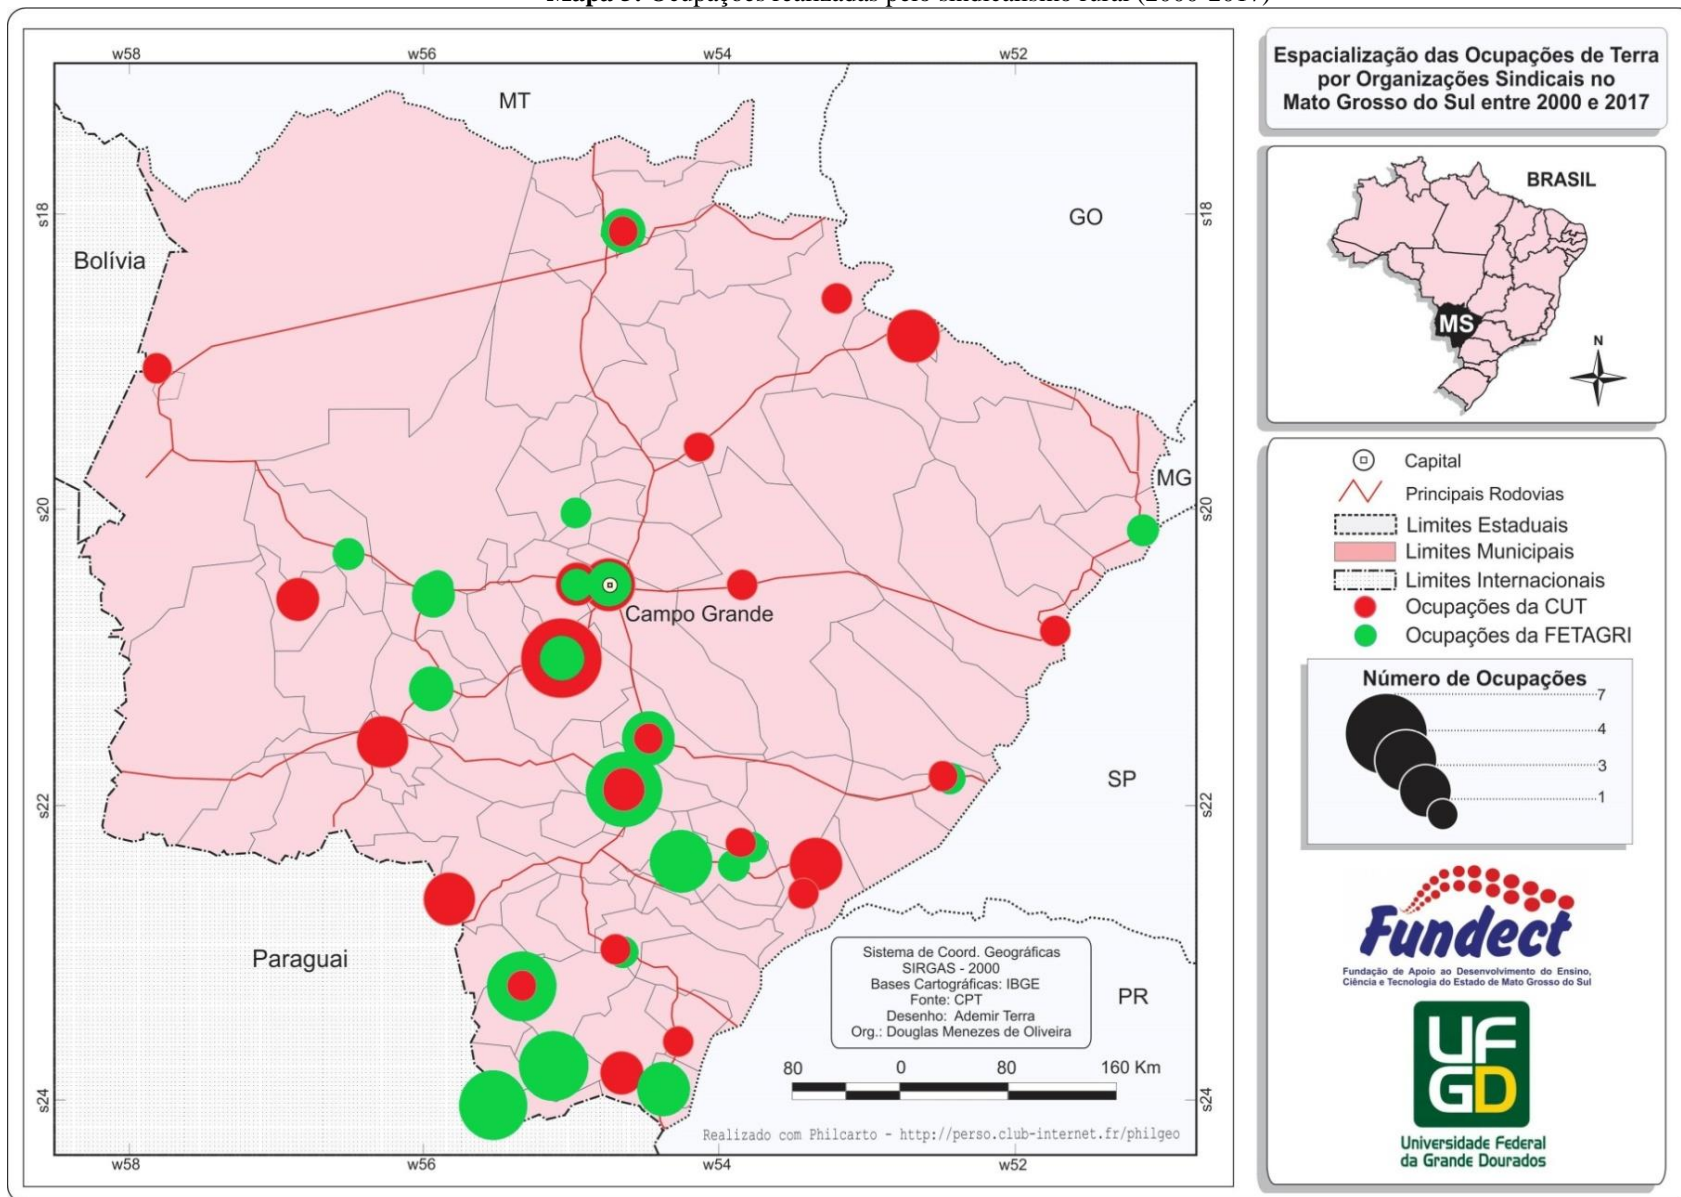 Mapa 3: Ocupações realizadas pelo sindicalismo rural (2000-2017)
w58 w56 w54 w52
MT
GO
s18 s18
Bolívia
MG
s20 s20
Campo Grande
SP
s22 s22
Paraguai
PR
s24 s24
Sistema de Coord. Geográficas
SIRGAS - 2000
Bases Cartográficas: IBGE
Fonte: CPT
Desenho: Ademir Terra
Org.: Douglas Menezes de Oliveira
80 0 80 160 Km
Realizado com Philcarto - http://perso.club-internet.fr/philgeo
w58 w56 w54 w52
Espacialização das Ocupações de Terra
por Organizações Sindicais no
Mato Grosso do Sul entre 2000 e 2017
BRASIL
MS
N
Capital
Principais Rodovias
Limites Estaduais
Limites Municipais
Limites Internacionais
Ocupações da CUT
Ocupações da FETAGRI
Número de Ocupações
7
4
3
1
Fundect
Fundação de Apoio ao Desenvolvimento do Ensino,
Ciência e Tecnologia do Estado de Mato Grosso do Sul
UF
GD
Universidade Federal
da Grande Dourados